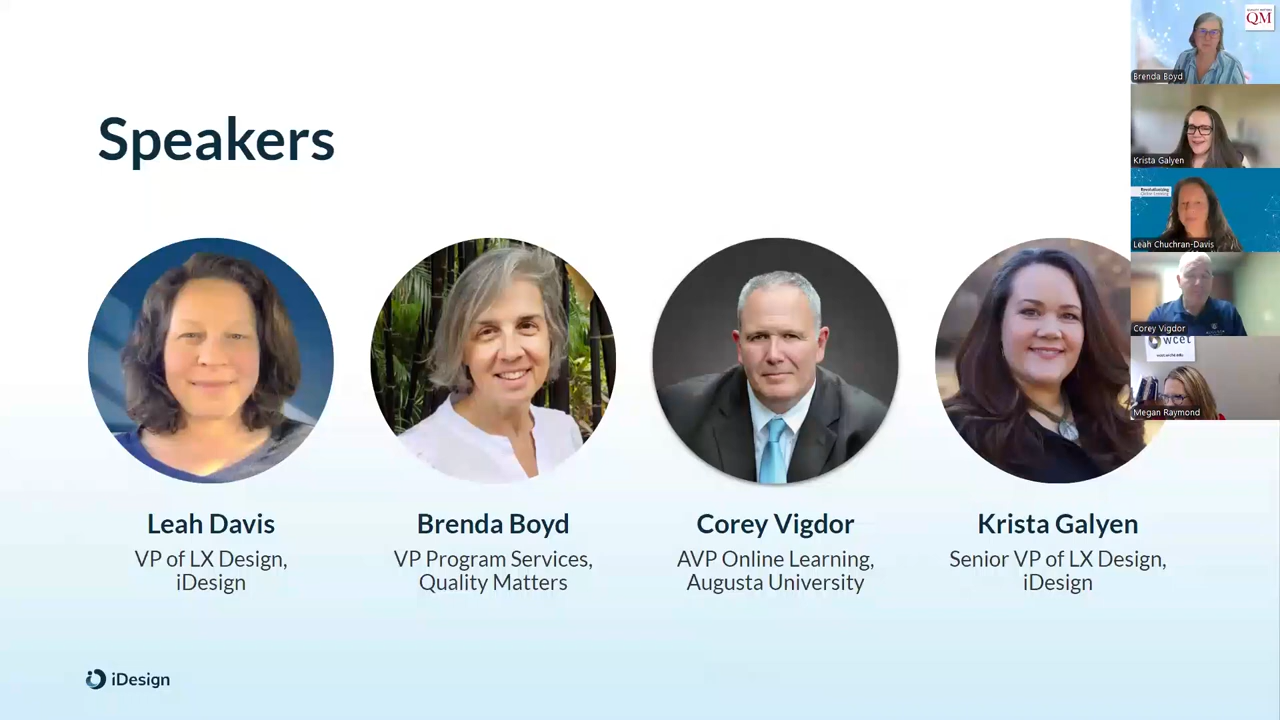 Speakers
Leah Davis
VP of LX Design,
iDesign
Brenda Boyd
VP Program Services,
Quality Matters
Corey Vigdor
AVP Online Learning,
Augusta University
Krista Galyen
Senior VP of LX Design,
iDesign
iDesign
QM
Brenda Boyd
Krista Galyen
Revolutionizing
Leah Chuchran-Davis
Corey Vigdor
wcet
Megan Raymond